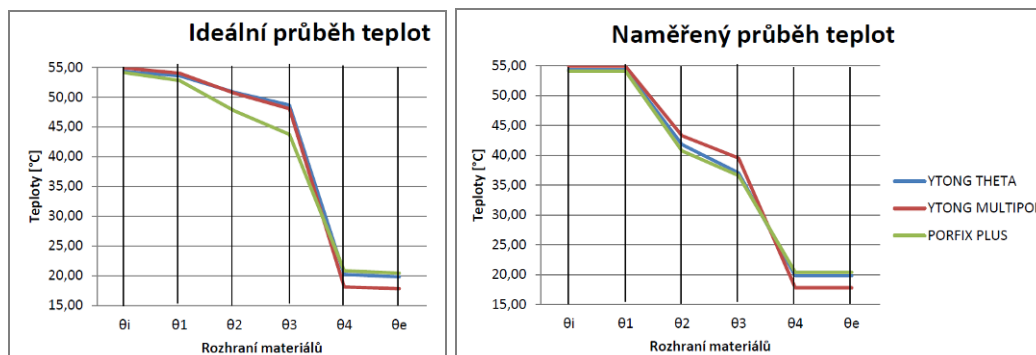 Ideální průběh teplot
55,00
50,00
45,00
40,00
35,00
30,00
25,00
20,00
15,00
Teploty [°C]
θi θ1 θ2 θ3 θ4 θe
Rozhraní materiálů
Naměřený průběh teplot
55,00
50,00
45,00
40,00
35,00
30,00
25,00
20,00
15,00
Teploty [°C]
θi θ1 θ2 θ3 θ4 θe
Rozhraní materiálů
YTONG THETA
YTONG MULTIPOR
PORFIX PLUS